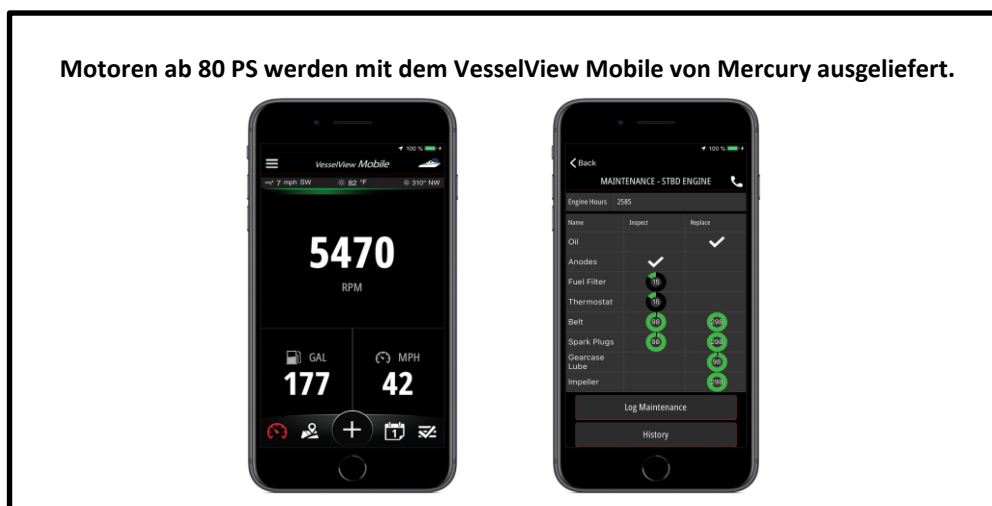 Motoren ab 80 PS werden mit dem VesselView Mobile von Mercury ausgeliefert.
100 %
VesselView Mobile
7 mph SW 82 °F 310° NW
5470
RPM
GAL MPH
177 42
1
100 %
Back
MAINTENANCE - STBD ENGINE
Engine Hours 2585
Name Inspect Replace
Oil
Anodes
Fuel Filter 15
Thermostat 15
Belt 98 298
Spark Plugs 98 298
Gearcase
Lube 98
Impeller 298
Log Maintenance
History